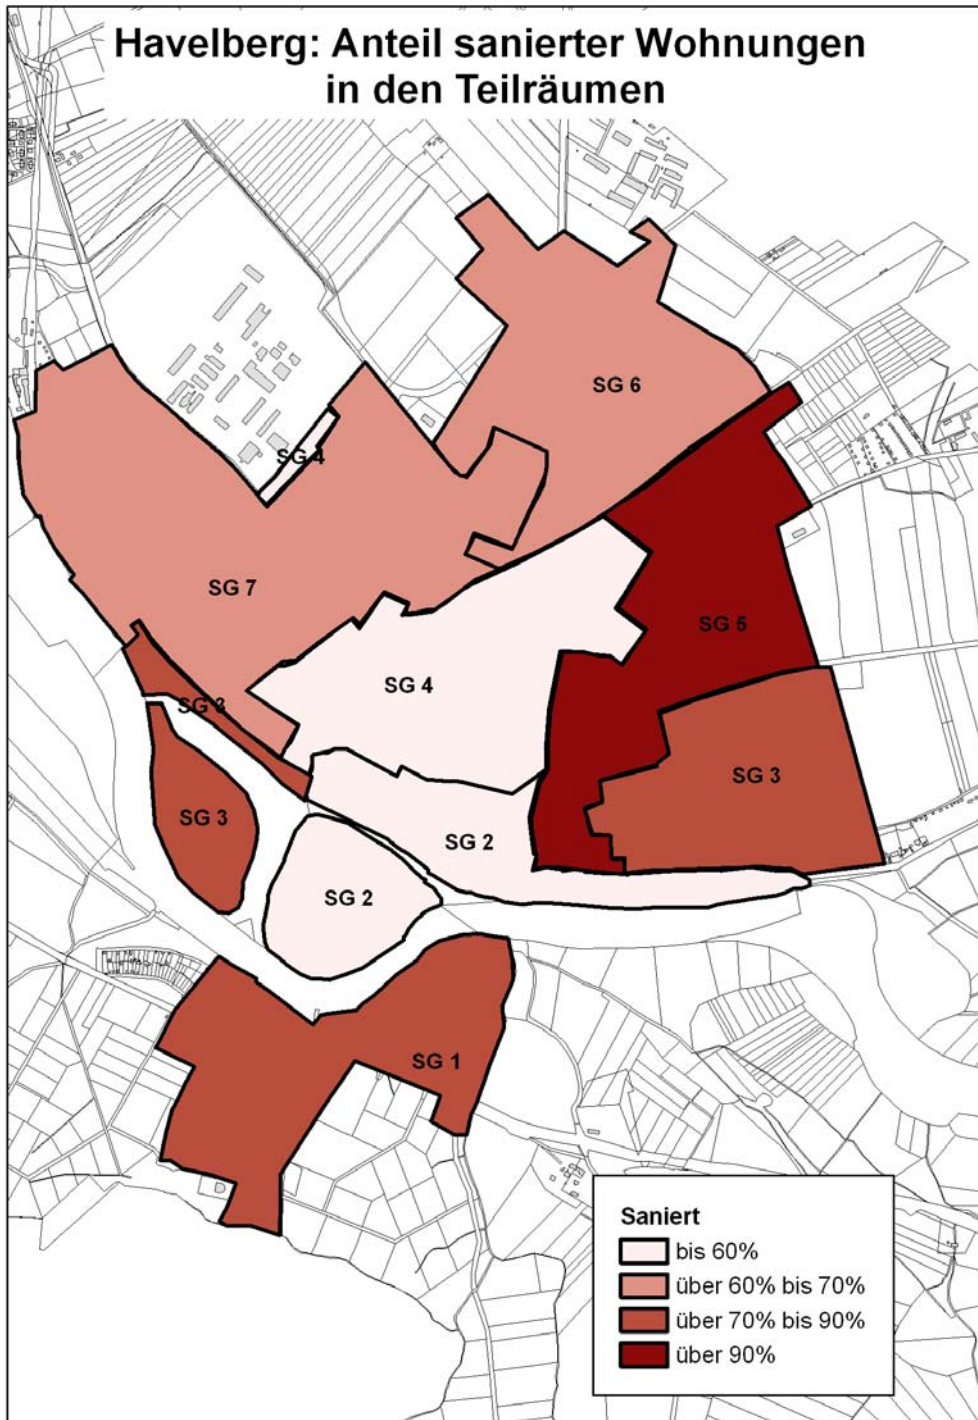 Havelberg: Anteil sanierter Wohnungen
in den Teilräumen
SG 6
SG 4
SG 7
SG 5
SG 4
SG 3
SG 3
SG 3
SG 2
SG 2
SG 1
Saniert
bis 60%
über 60% bis 70%
über 70% bis 90%
über 90%